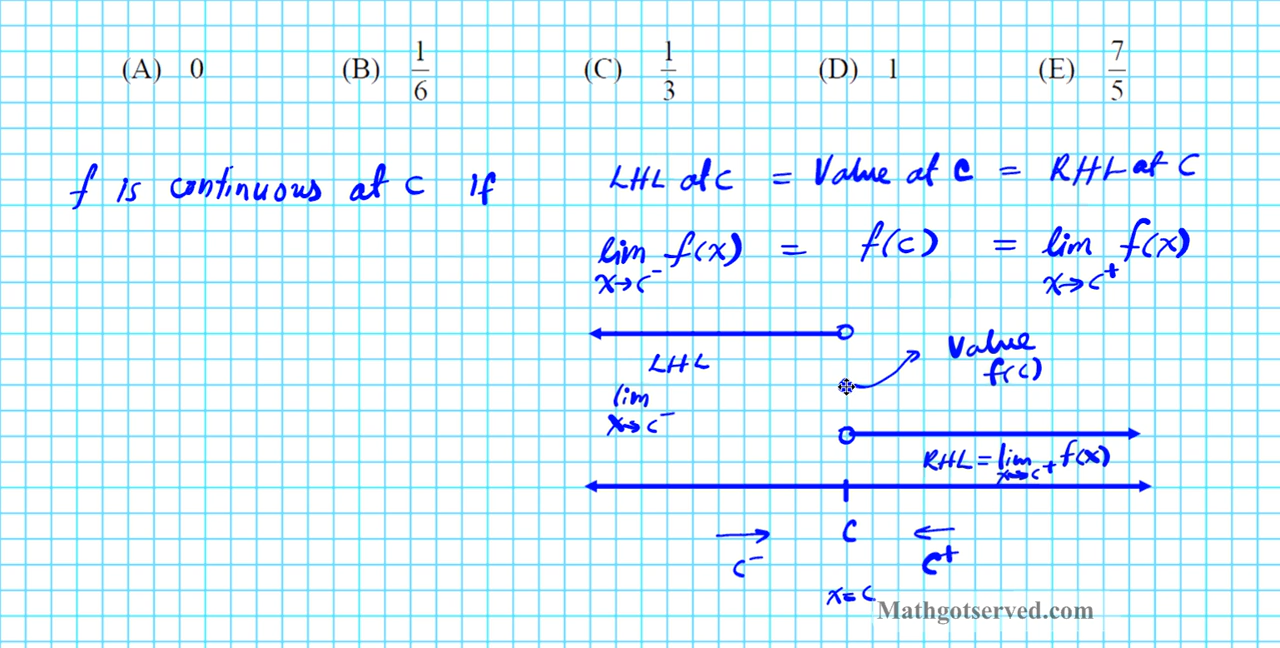 (A) 0 (B) 1/6 (C) 1/3 (D) 1 (E) 7/5
f is continuous at c if LHL at c = Value at c = RHL at c
lim x→c⁻ f(x) = f(c) = lim x→c⁺ f(x)
LHL
lim x→c⁻
Value
f(c)
RHL = lim x→c⁺ f(x)
c
c⁻ c⁺
x=c
Mathgotserved.com